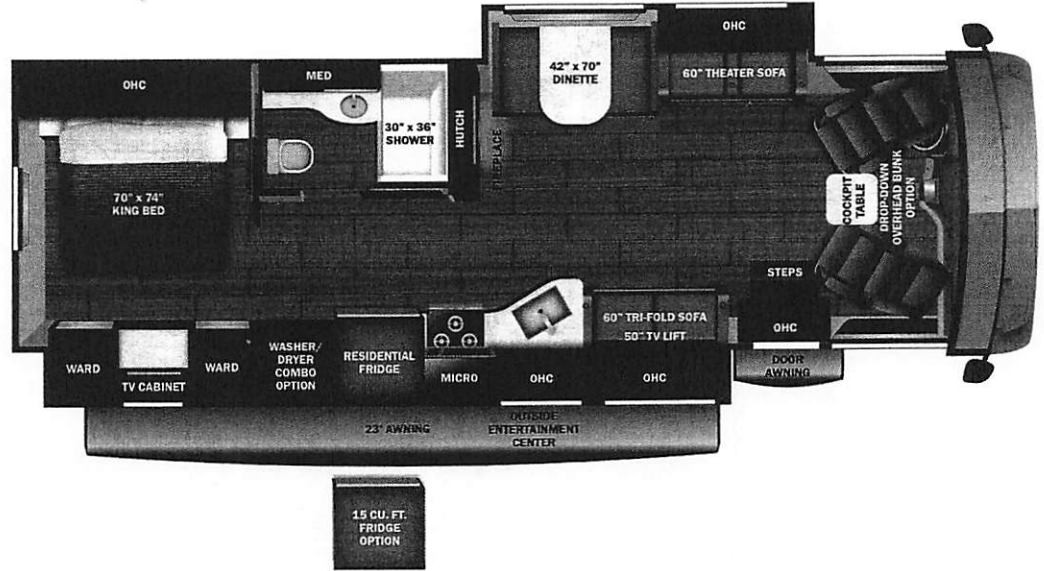 OHC
MED
42" x 70"
DINETTE
OHC
60" THEATER SOFA
30" x 36"
SHOWER
HUTCH
FIREPLACE
70" x 74"
KING BED
COCKPIT
TABLE
DROP-DOWN
OVERHEAD BUNK
OPTION
STEPS
OHC
DOOR
AWNING
60" TRI-FOLD SOFA
50" TV LIFT
WARD
TV CABINET
WARD
WASHER/
DRYER
COMBO
OPTION
RESIDENTIAL
FRIDGE
MICRO
OHC
OHC
23' AWNING
OUTSIDE
ENTERTAINMENT
CENTER
15 CU. FT.
FRIDGE
OPTION